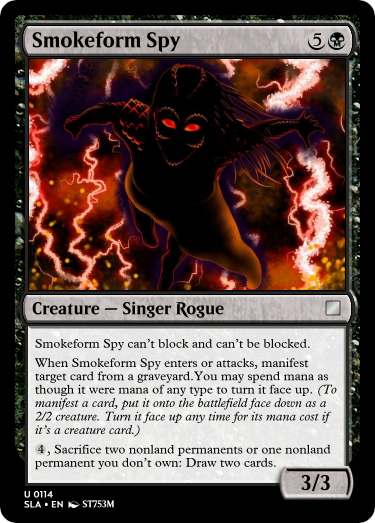 Smokeform Spy 5
Creature — Singer Rogue
Smokeform Spy can't block and can't be blocked.
When Smokeform Spy enters or attacks, manifest
target card from a graveyard.You may spend mana as
though it were mana of any type to turn it face up. (To
manifest a card, put it onto the battlefield face down as a
2/2 creature. Turn it face up any time for its mana cost if
it's a creature card.)
4, Sacrifice two nonland permanents or one nonland
permanent you don't own: Draw two cards.
3/3
U 0114
SLA • EN ST753M